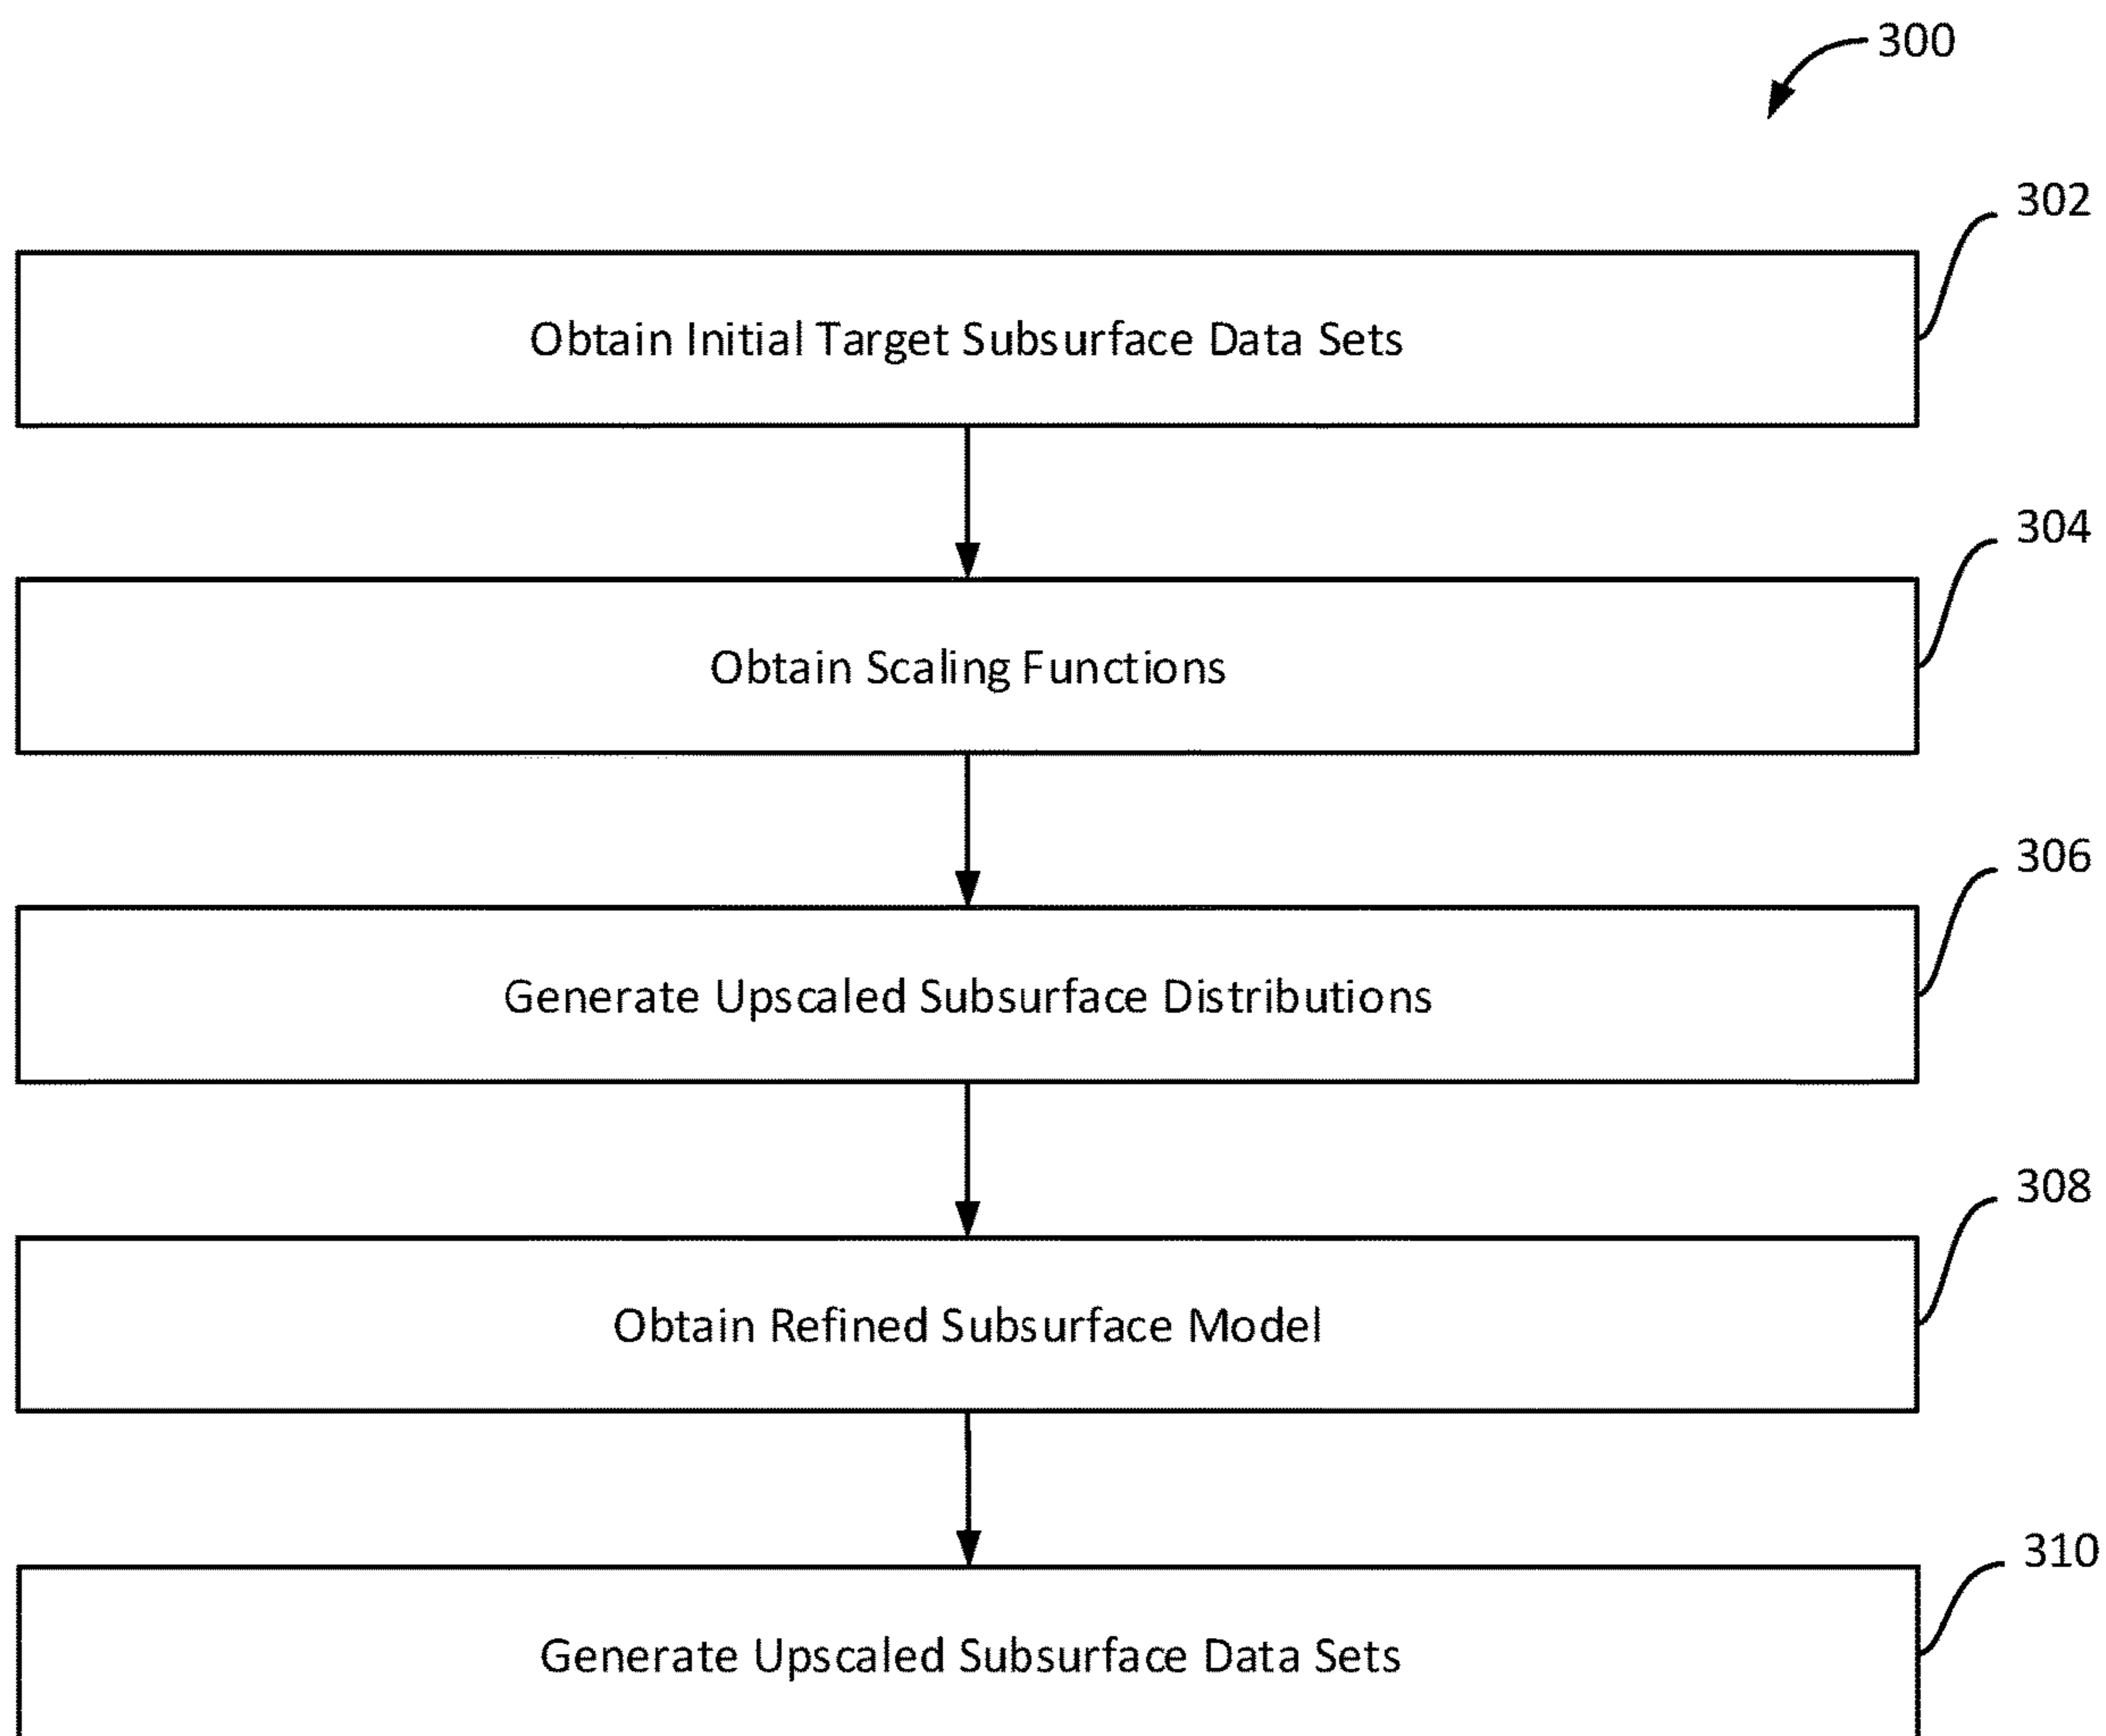 300
302
Obtain Initial Target Subsurface Data Sets
304
Obtain Scaling Functions
306
Generate Upscaled Subsurface Distributions
308
Obtain Refined Subsurface Model
310
Generate Upscaled Subsurface Data Sets